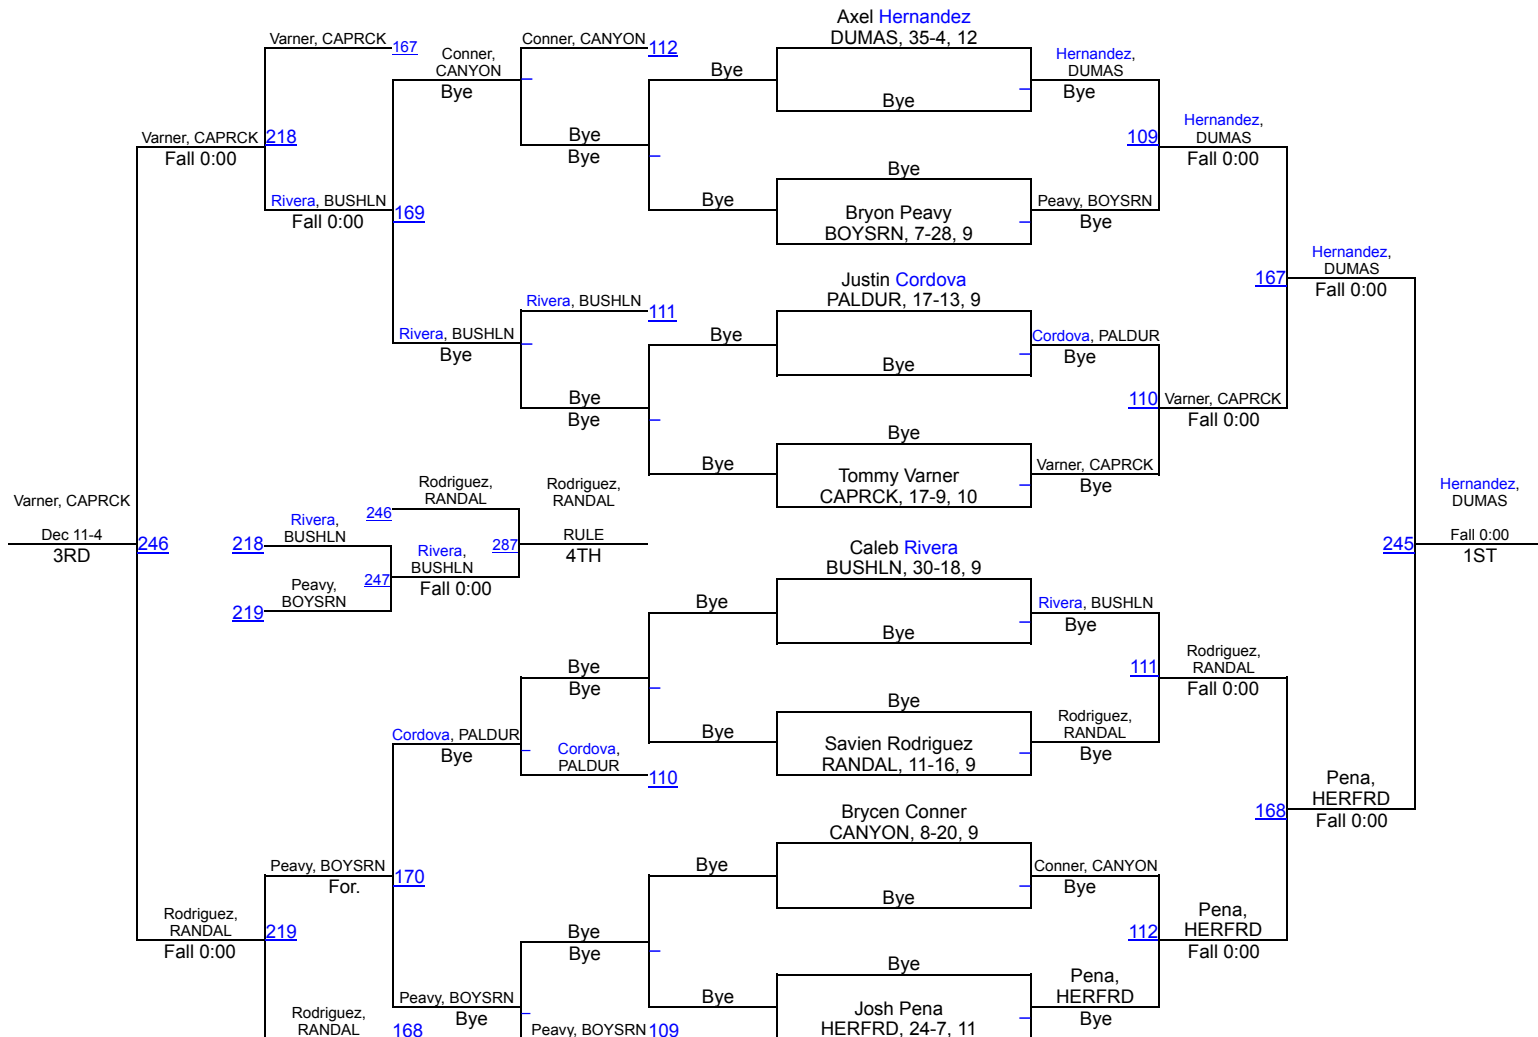 Axel Hernandez
DUMAS, 35-4, 12
Varner, CAPRCK
167
Conner,
CANYON
Bye
Conner, CANYON
112
Bye
Bye
Hernandez,
DUMAS
Bye
Varner, CAPRCK
218
Fall 0:00
Bye
Bye
109
Hernandez,
DUMAS
Fall 0:00
Rivera, BUSHLN
169
Fall 0:00
Bye
Bye
Bryon Peavy
BOYSRN, 7-28, 9
Peavy, BOYSRN
Bye
Hernandez,
DUMAS
167
Fall 0:00
Justin Cordova
PALDUR, 17-13, 9
Rivera, BUSHLN
111
Rivera, BUSHLN
Bye
Bye
Bye
Cordova, PALDUR
Bye
Bye
Bye
110
Varner, CAPRCK
Fall 0:00
Bye
Bye
Tommy Varner
CAPRCK, 17-9, 10
Varner, CAPRCK
Bye
Varner, CAPRCK
Dec 11-4
3RD
246
Rodriguez,
RANDAL
246
Rodriguez,
RANDAL
218
Rivera,
BUSHLN
Rivera,
BUSHLN
287
RULE
4TH
247
Fall 0:00
Peavy,
BOYSRN
219
Hernandez,
DUMAS
245
Fall 0:00
1ST
Caleb Rivera
BUSHLN, 30-18, 9
Bye
Bye
Rivera, BUSHLN
Bye
Bye
Bye
111
Rodriguez,
RANDAL
Fall 0:00
Cordova, PALDUR
Bye
Cordova,
PALDUR
110
Bye
Bye
Savien Rodriguez
RANDAL, 11-16, 9
Rodriguez,
RANDAL
Bye
Pena,
HERFRD
168
Fall 0:00
Brycen Conner
CANYON, 8-20, 9
Peavy, BOYSRN
170
For.
Bye
Bye
Conner, CANYON
Bye
Rodriguez,
RANDAL
219
Fall 0:00
Bye
Bye
112
Pena,
HERFRD
Fall 0:00
Rodriguez,
RANDAL
168
Peavy, BOYSRN
Bye
Peavy, BOYSRN
109
Bye
Bye
Josh Pena
HERFRD, 24-7, 11
Pena,
HERFRD
Bye